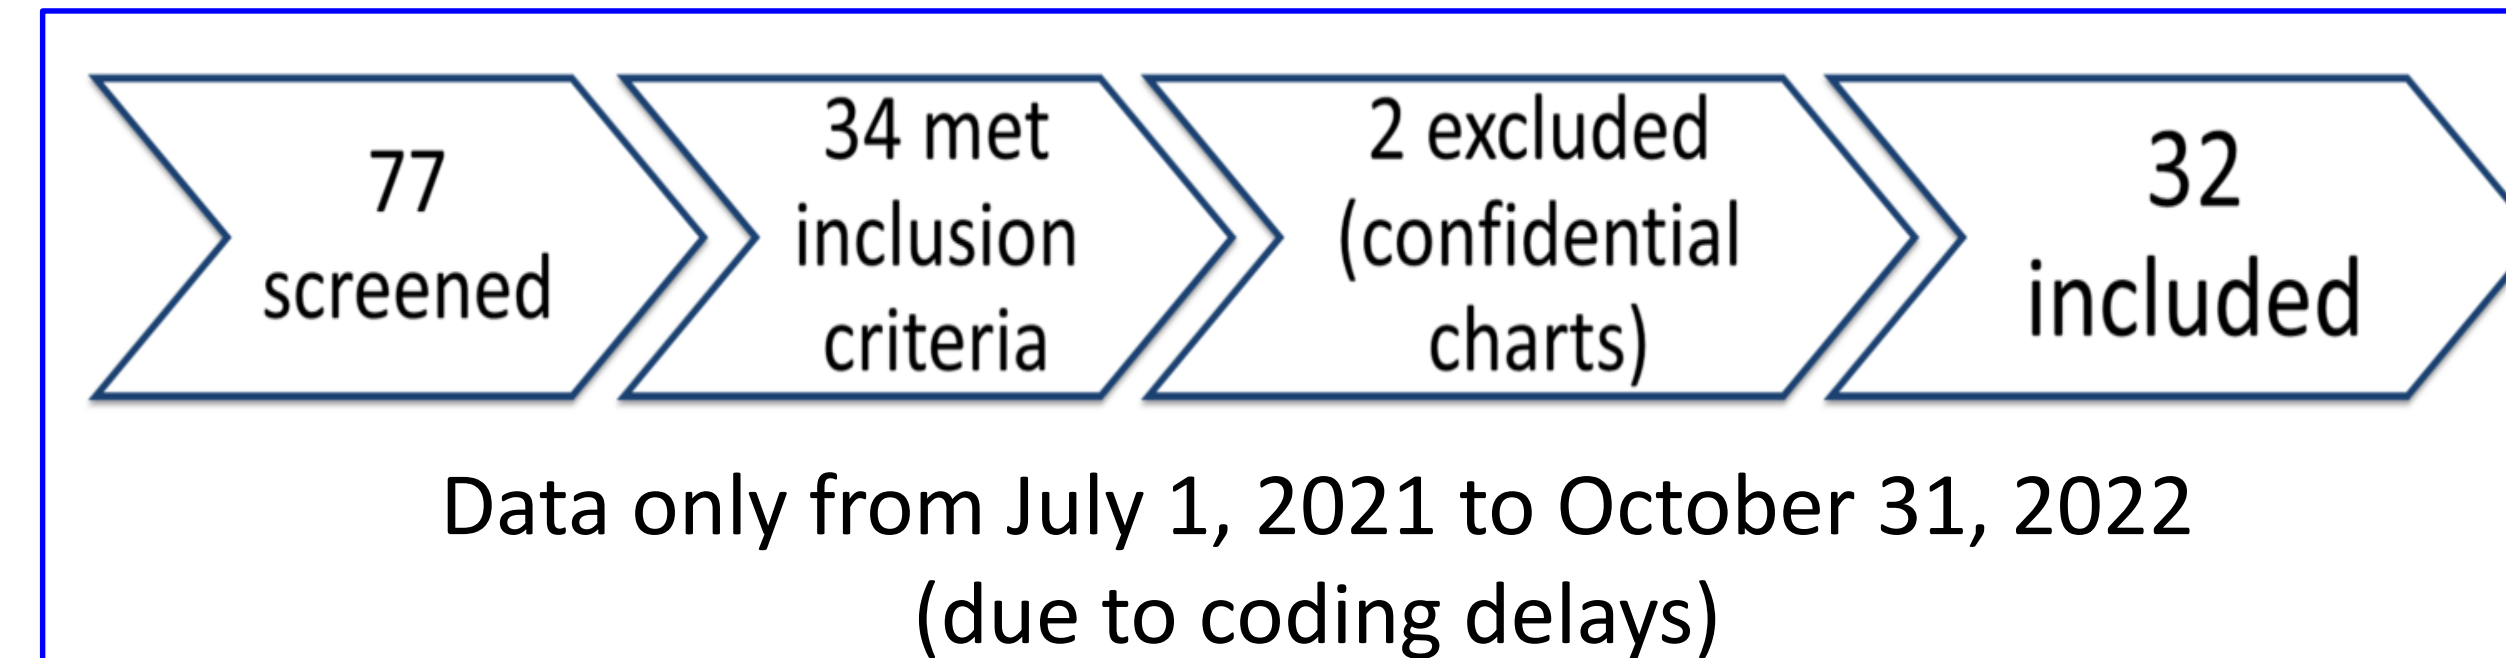 77
screened
34 met
inclusion
criteria
2 excluded
(confidential
charts)
32
included
Data only from July 1, 2021 to October 31, 2022
(due to coding delays)